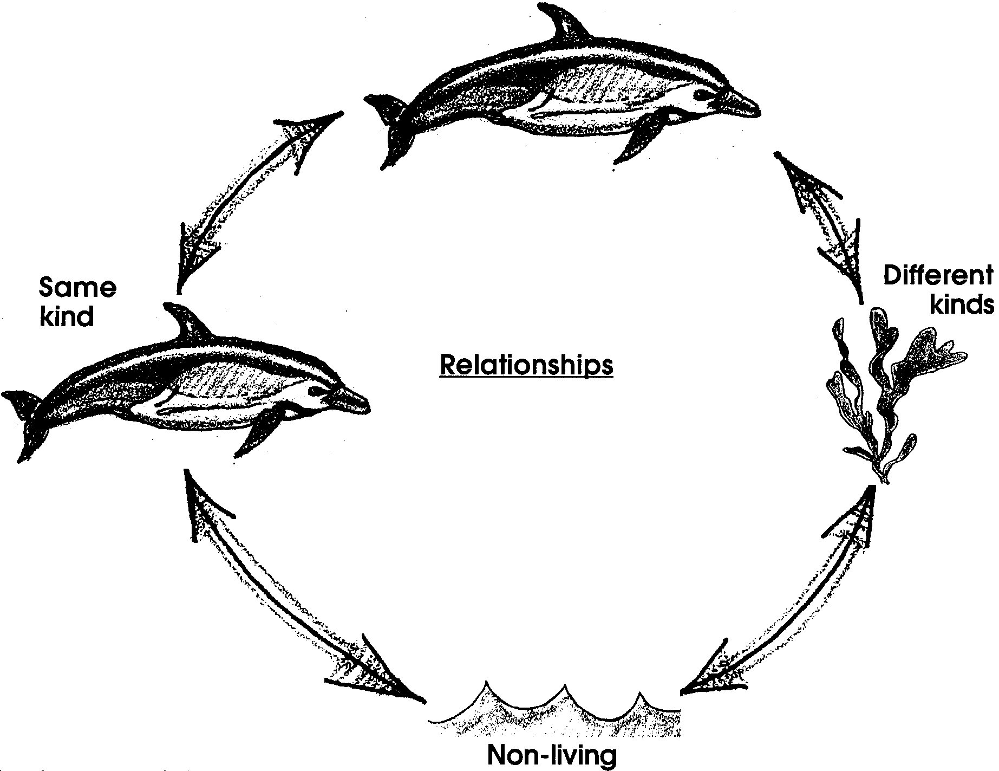 Same
kind
Different
kinds
Relationships
Non-living